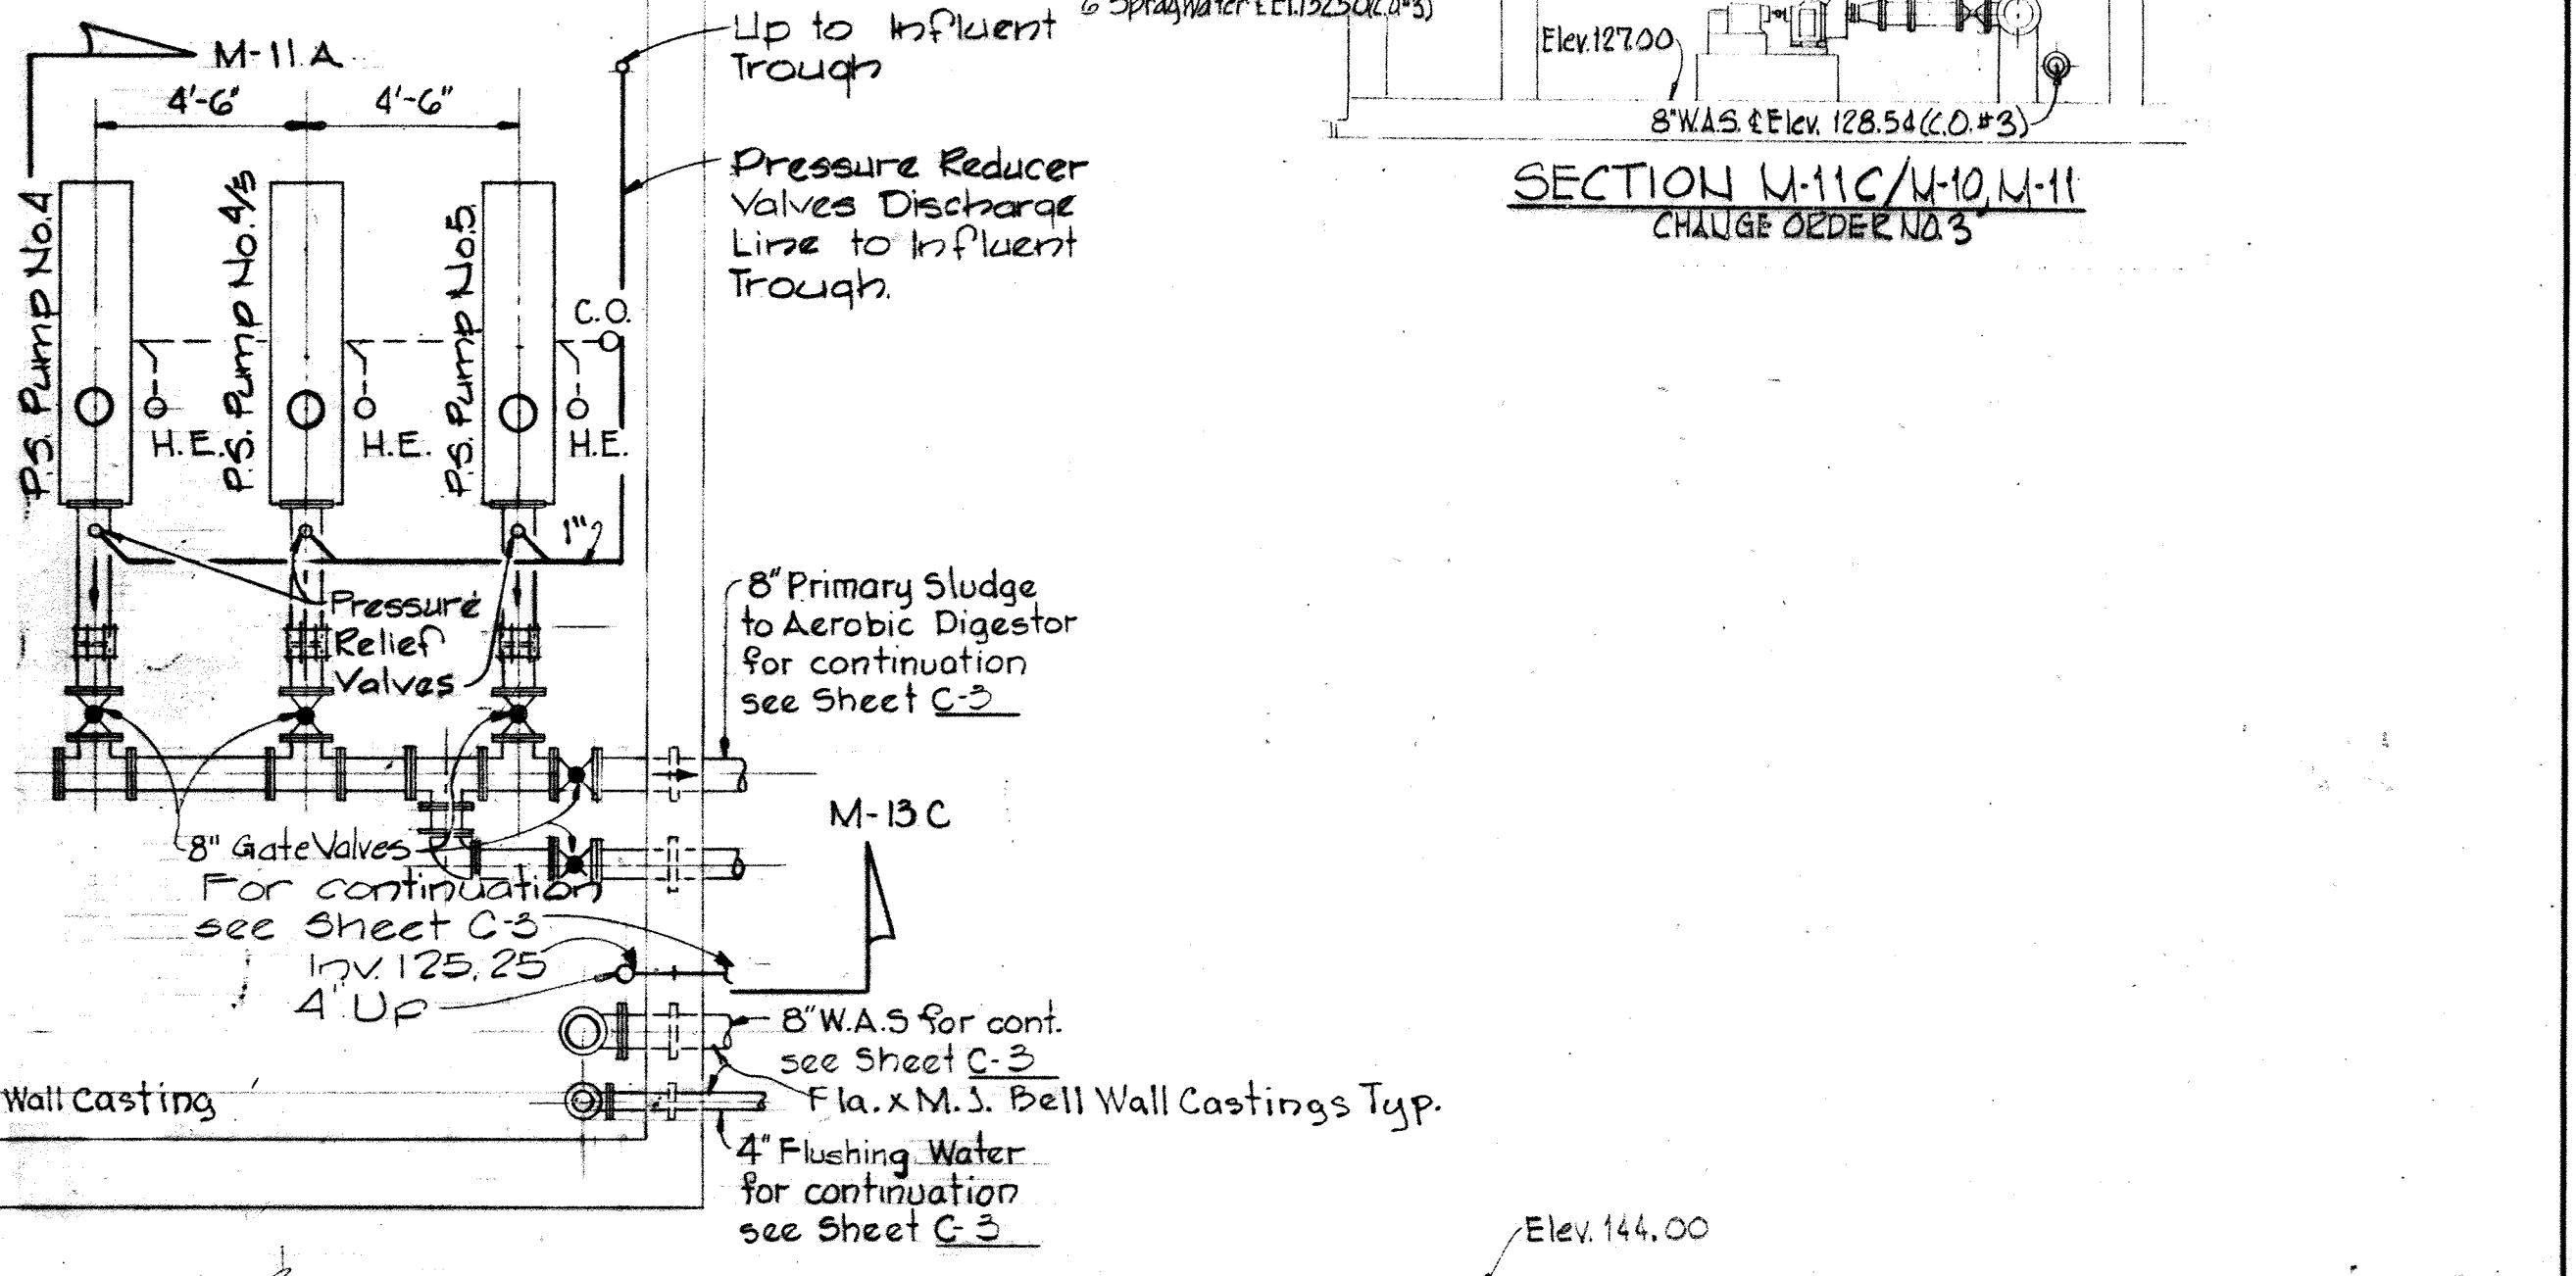 Up to Influent
Trough
M-11A
4'-6"
4'-6"
Pressure Reducer
Valves Discharge
Line to Influent
Trough.
P.S. Pump No.4
P.S. Pump No.4/5
P.S. Pump No.5
C.O.
H.E.
H.E.
H.E.
1"
Pressure
Relief
Valves
8" Primary Sludge
to Aerobic Digestor
for continuation
see Sheet C-3
M-13C
8" Gate Valves
For continuation
see Sheet C-3
Inv. 125.25
4" Up
8" W.A.S for cont.
see Sheet C-3
Fla. x M.J. Bell Wall Castings Typ.
Wall Casting
4" Flushing Water
for continuation
see Sheet C-3
Elev. 127.00
8" W.A.S. ℄ Elev. 128.54 (C.O. #3)
SECTION M-11C/M-10, M-11
CHANGE ORDER NO. 3
Elev. 144.00